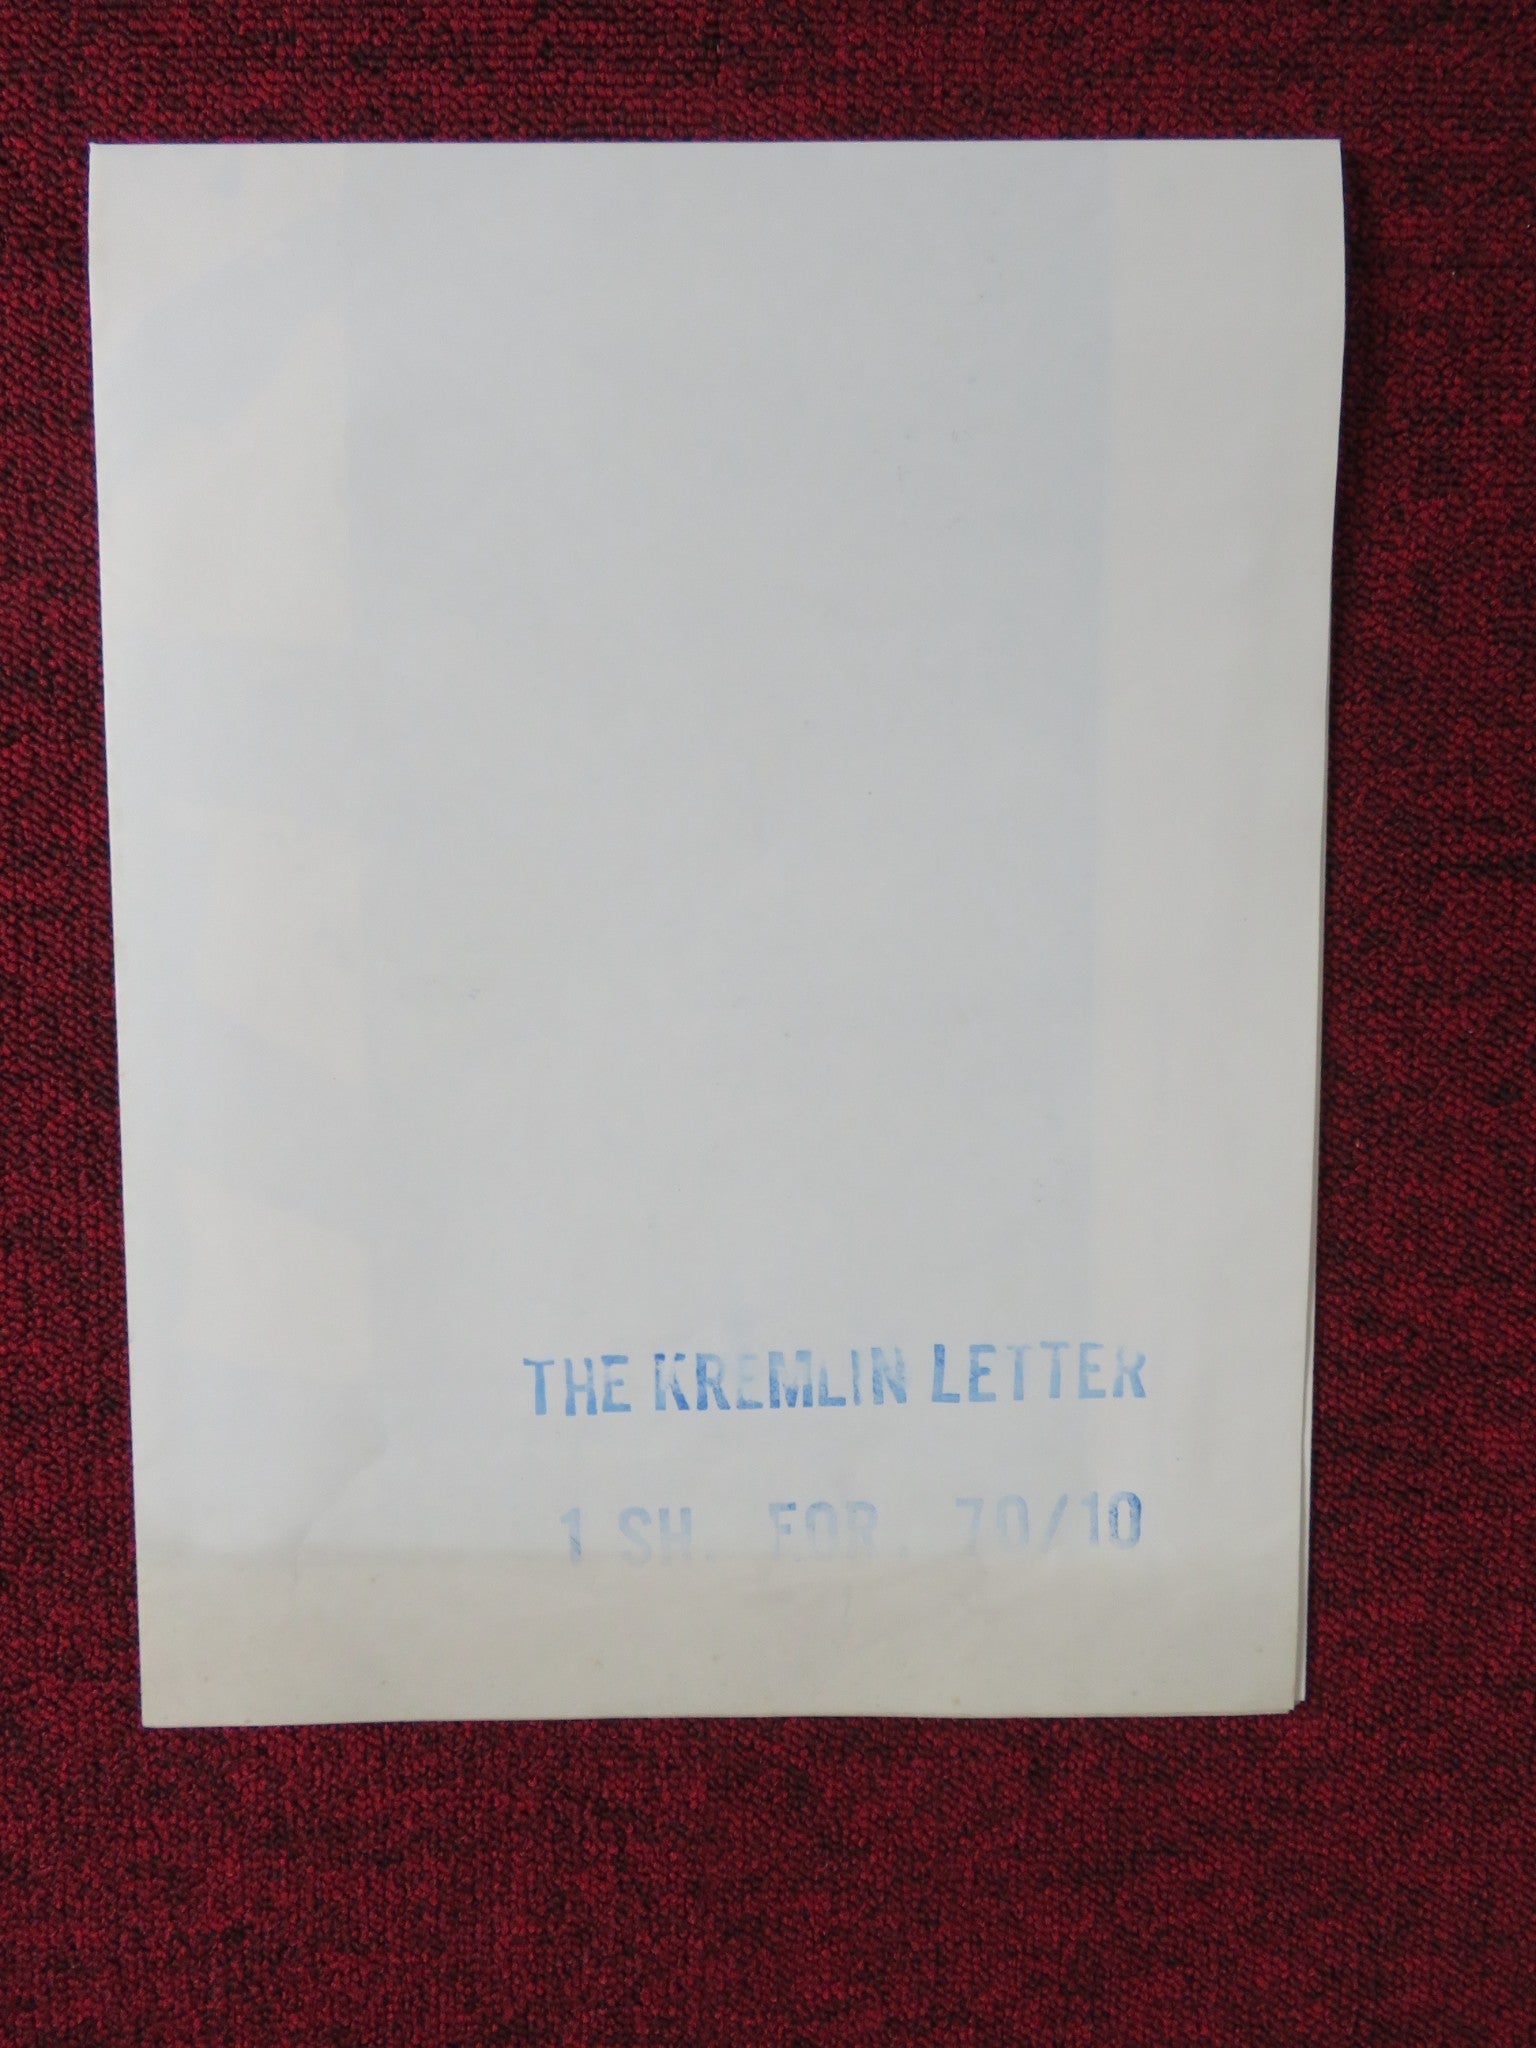 THE KREMLIN LETTER
1 SH. FOR. 70/10